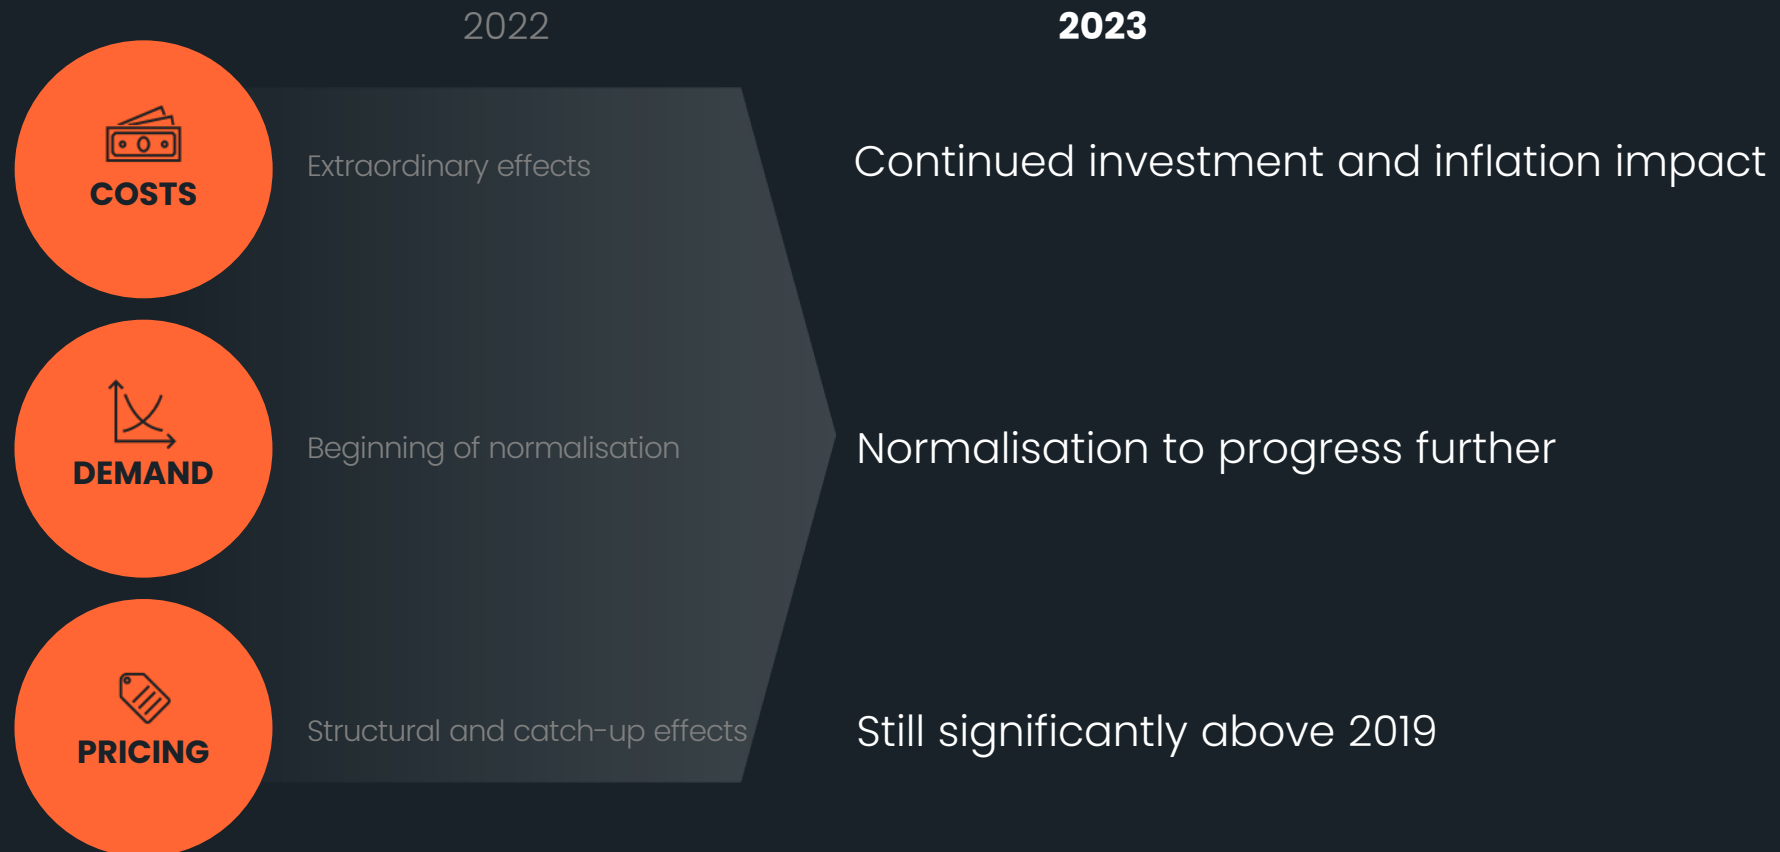 2022
2023
COSTS
Extraordinary effects
Continued investment and inflation impact
DEMAND
Beginning of normalisation
Normalisation to progress further
PRICING
Structural and catch-up effects
Still significantly above 2019